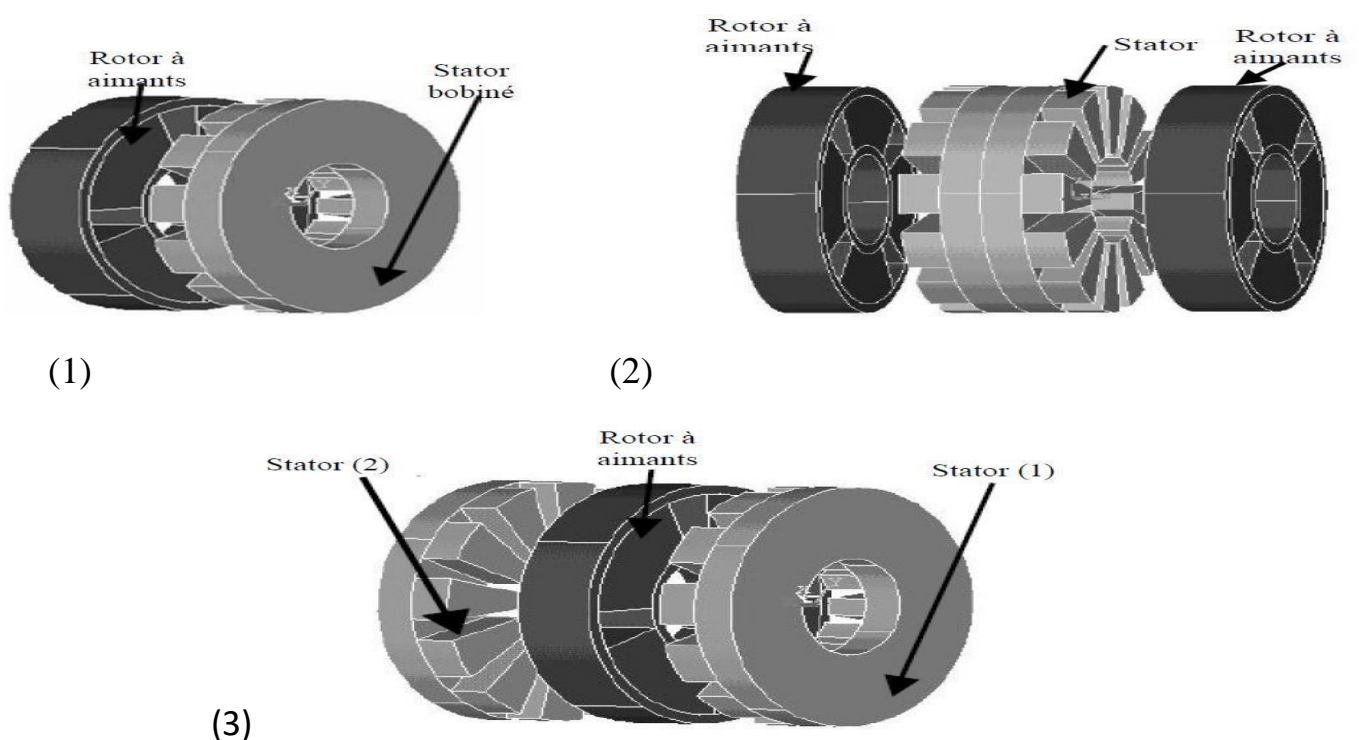 Rotor à
aimants
Stator
bobiné
(1)
Rotor à
aimants
Stator
Rotor à
aimants
(2)
Stator (2)
Rotor à
aimants
Stator (1)
(3)